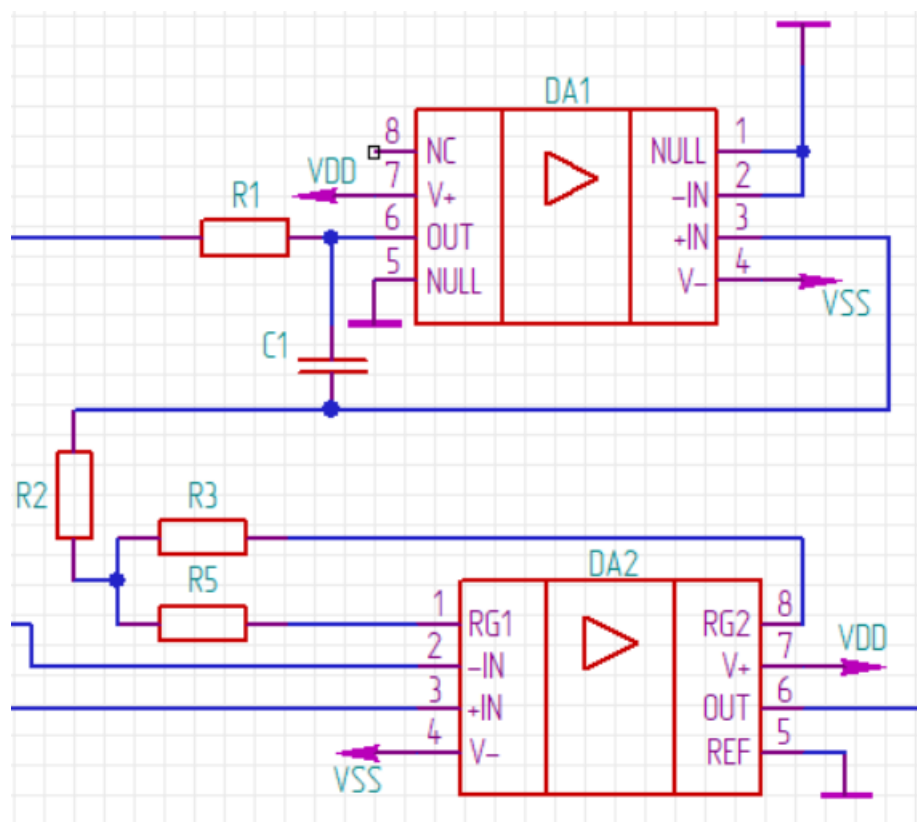 DA1
8 NC NULL 1
VDD
7 V+ -IN 2
R1
6 OUT +IN 3
5 NULL V- 4
VSS
C1
R2
R3
DA2
R5
1 RG1 RG2 8
2 -IN V+ 7
VDD
3 +IN OUT 6
4 V- REF 5
VSS